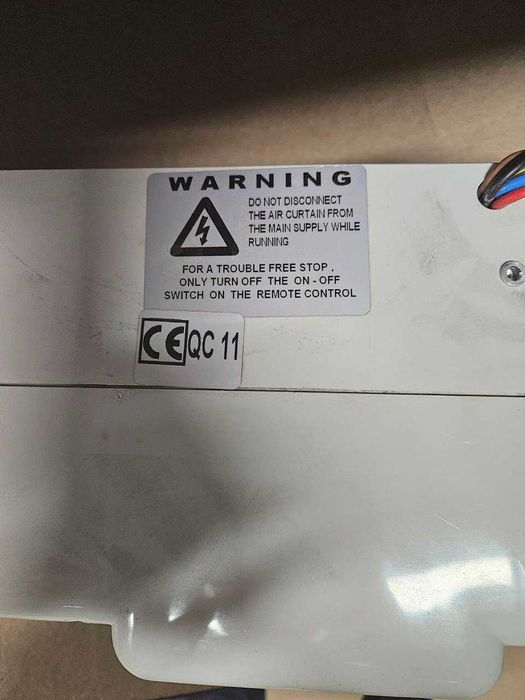 WARNING
DO NOT DISCONNECT
THE AIR CURTAIN FROM
THE MAIN SUPPLY WHILE
RUNNING
FOR A TROUBLE FREE STOP ,
ONLY TURN OFF THE ON - OFF
SWITCH ON THE REMOTE CONTROL
CE QC 11